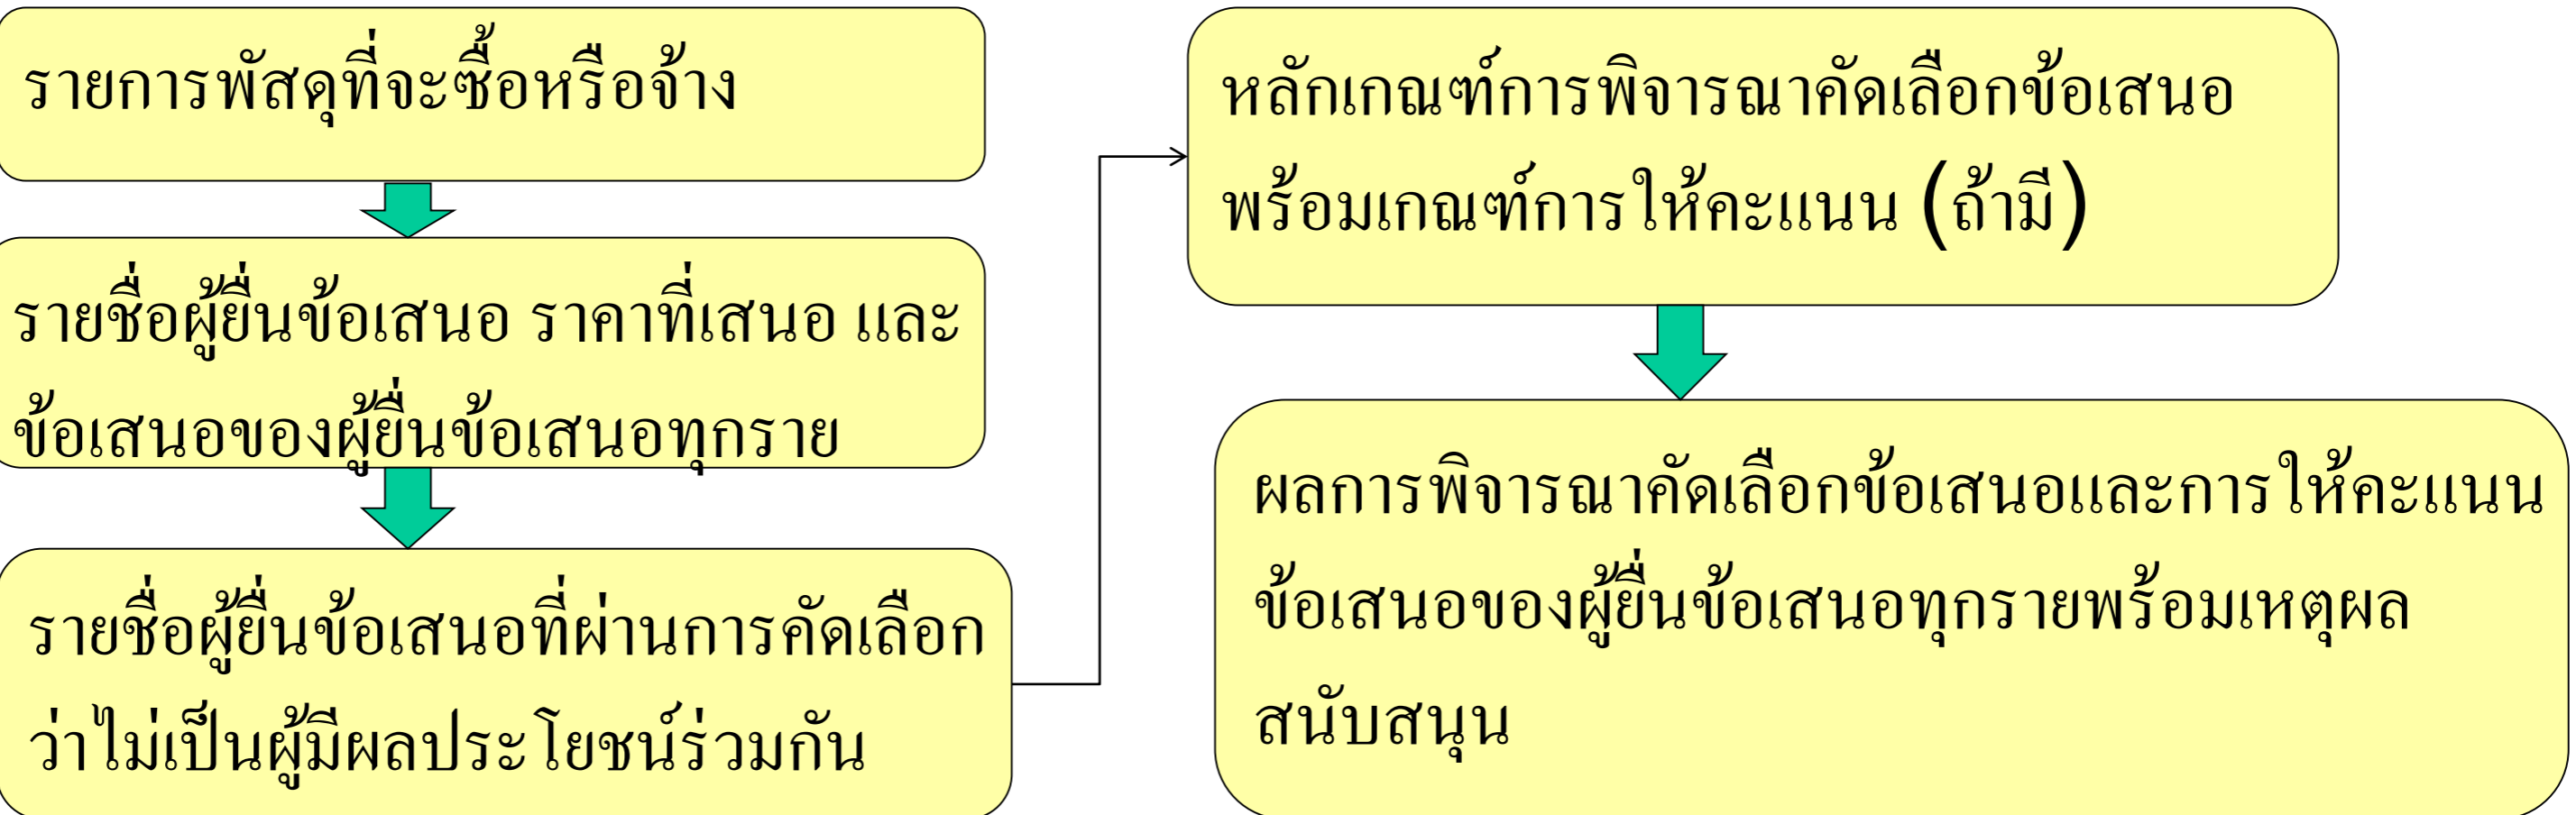 รายการพัสดุที่จะซื้อหรือจ้าง
รายชื่อผู้ยื่นข้อเสนอ ราคาที่เสนอ และ
ข้อเสนอของผู้ยื่นข้อเสนอทุกราย
รายชื่อผู้ยื่นข้อเสนอที่ผ่านการคัดเลือก
ว่าไม่เป็นผู้มีผลประโยชน์ร่วมกัน
หลักเกณฑ์การพิจารณาคัดเลือกข้อเสนอ
พร้อมเกณฑ์การให้คะแนน (ถ้ามี)
ผลการพิจารณาคัดเลือกข้อเสนอและการให้คะแนน
ข้อเสนอของผู้ยื่นข้อเสนอทุกรายพร้อมเหตุผล
สนับสนุน